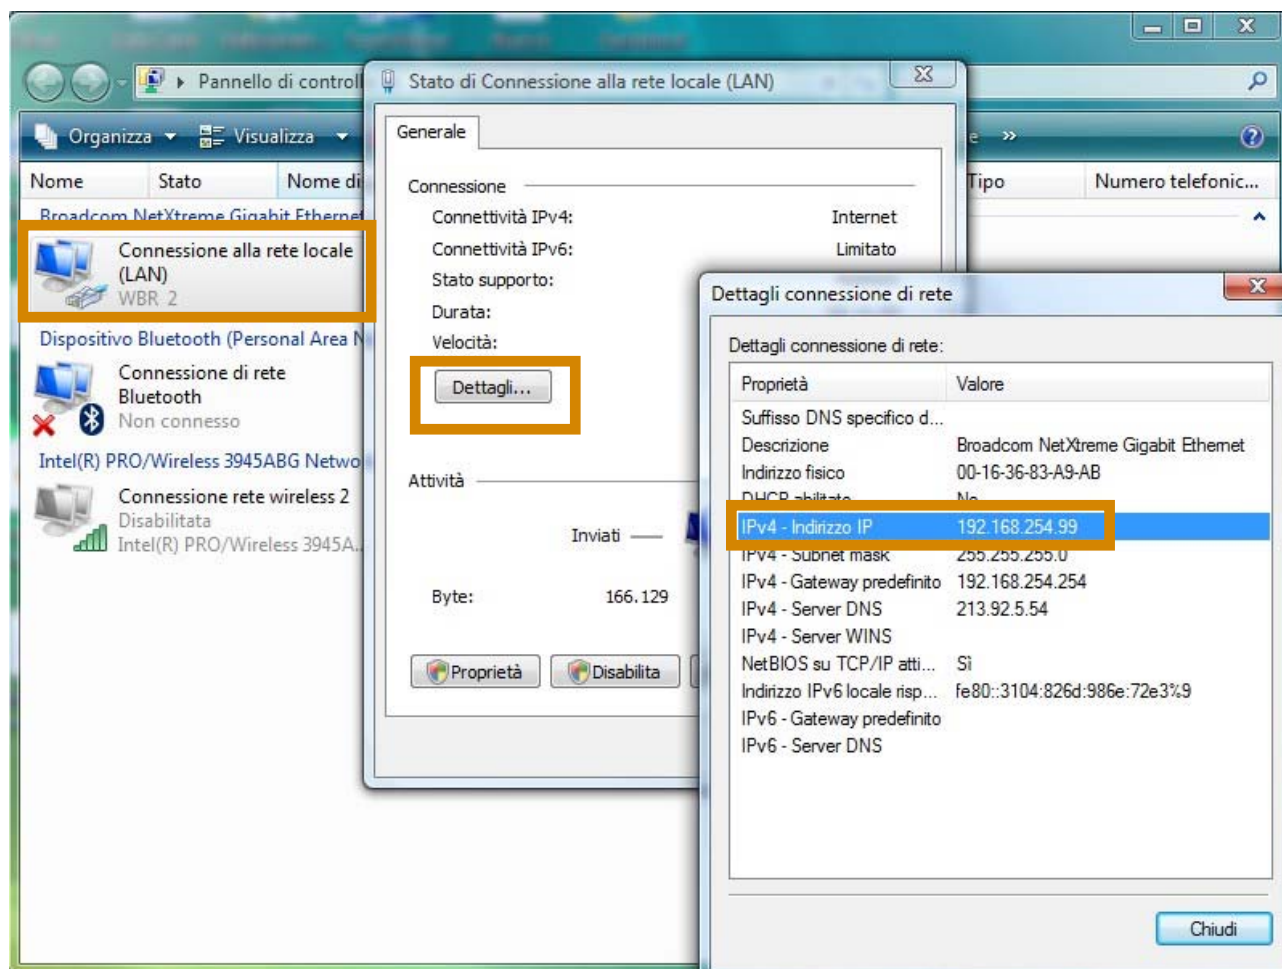 Pannello di controll
Organizza
Visualizza
e »
Nome
Stato
Nome di
Tipo
Numero telefonic...
Broadcom NetXtreme Gigabit Ethernet
Connessione alla rete locale
(LAN)
WBR 2
Dispositivo Bluetooth (Personal Area N
Connessione di rete
Bluetooth
Non connesso
Intel(R) PRO/Wireless 3945ABG Netwo
Connessione rete wireless 2
Disabilitata
Intel(R) PRO/Wireless 3945A..
Stato di Connessione alla rete locale (LAN)
Generale
Connessione
Connettività IPv4: Internet
Connettività IPv6: Limitato
Stato supporto:
Durata:
Velocità:
Dettagli...
Attività
Inviati
Byte: 166.129
Proprietà
Disabilita
Dettagli connessione di rete
Dettagli connessione di rete:
Proprietà Valore
Suffisso DNS specifico d...
Descrizione Broadcom NetXtreme Gigabit Ethernet
Indirizzo fisico 00-16-36-83-A9-AB
DHCP abilitato No
IPv4 - Indirizzo IP 192.168.254.99
IPv4 - Subnet mask 255.255.255.0
IPv4 - Gateway predefinito 192.168.254.254
IPv4 - Server DNS 213.92.5.54
IPv4 - Server WINS
NetBIOS su TCP/IP atti... Sì
Indirizzo IPv6 locale risp... fe80::3104:826d:986e:72e3%9
IPv6 - Gateway predefinito
IPv6 - Server DNS
Chiudi